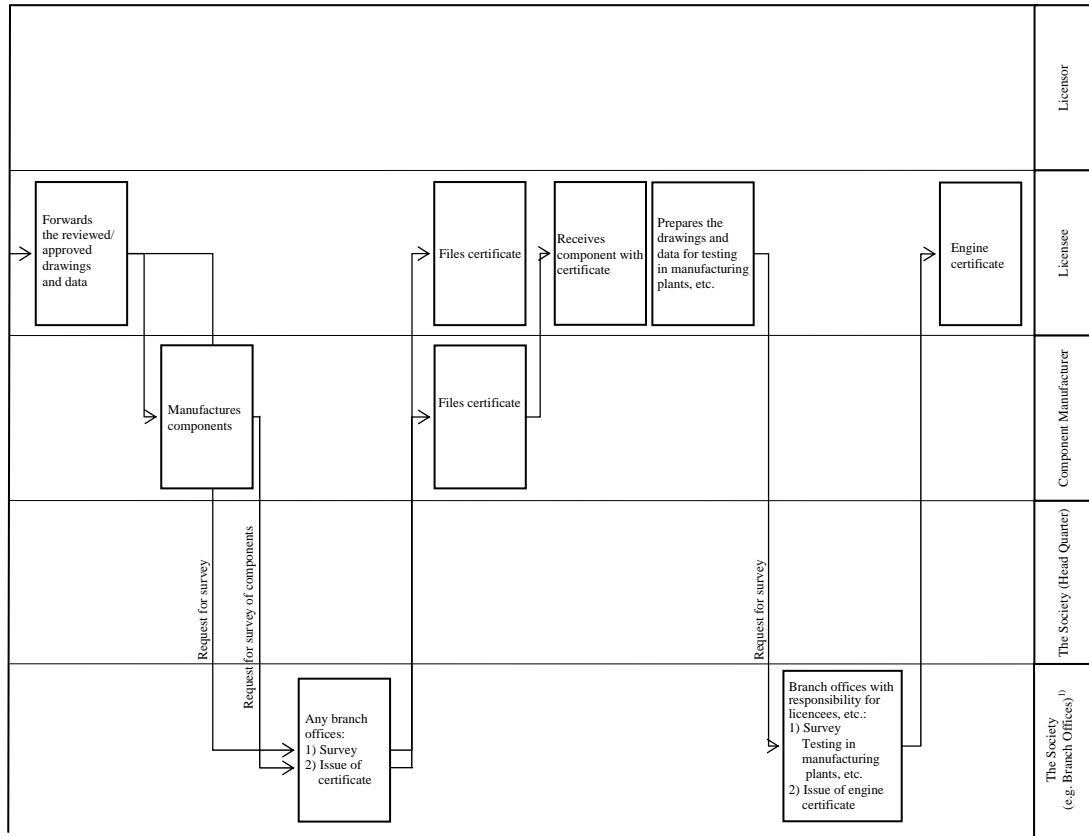 Licensor
Forwards
the reviewed/
approved
drawings
and data
Files certificate
Receives
component with
certificate
Prepares the
drawings and
data for testing
in manufacturing
plants, etc.
Engine
certificate
Licensee
Manufactures
components
Files certificate
Component Manufacturer
Request for survey
Request for survey of components
Request for survey
The Society (Head Quarter)
Any branch
offices:
1) Survey
2) Issue of
certificate
Branch offices with
responsibility for
licencees, etc.:
1) Survey
Testing in
manufacturing
plants, etc.
2) Issue of engine
certificate
The Society
(e.g. Branch Offices)1)